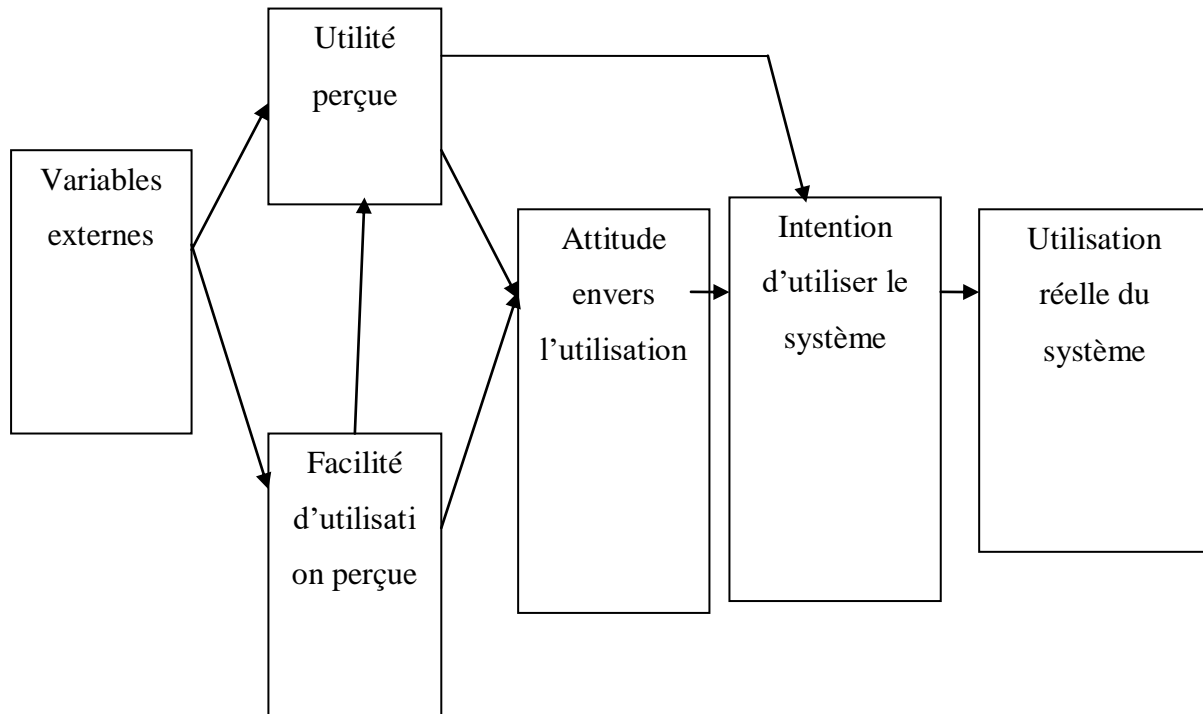 Utilité
perçue
Variables
externes
Attitude
envers
l’utilisation
Intention
d’utiliser le
système
Utilisation
réelle du
système
Facilité
d’utilisati
on perçue